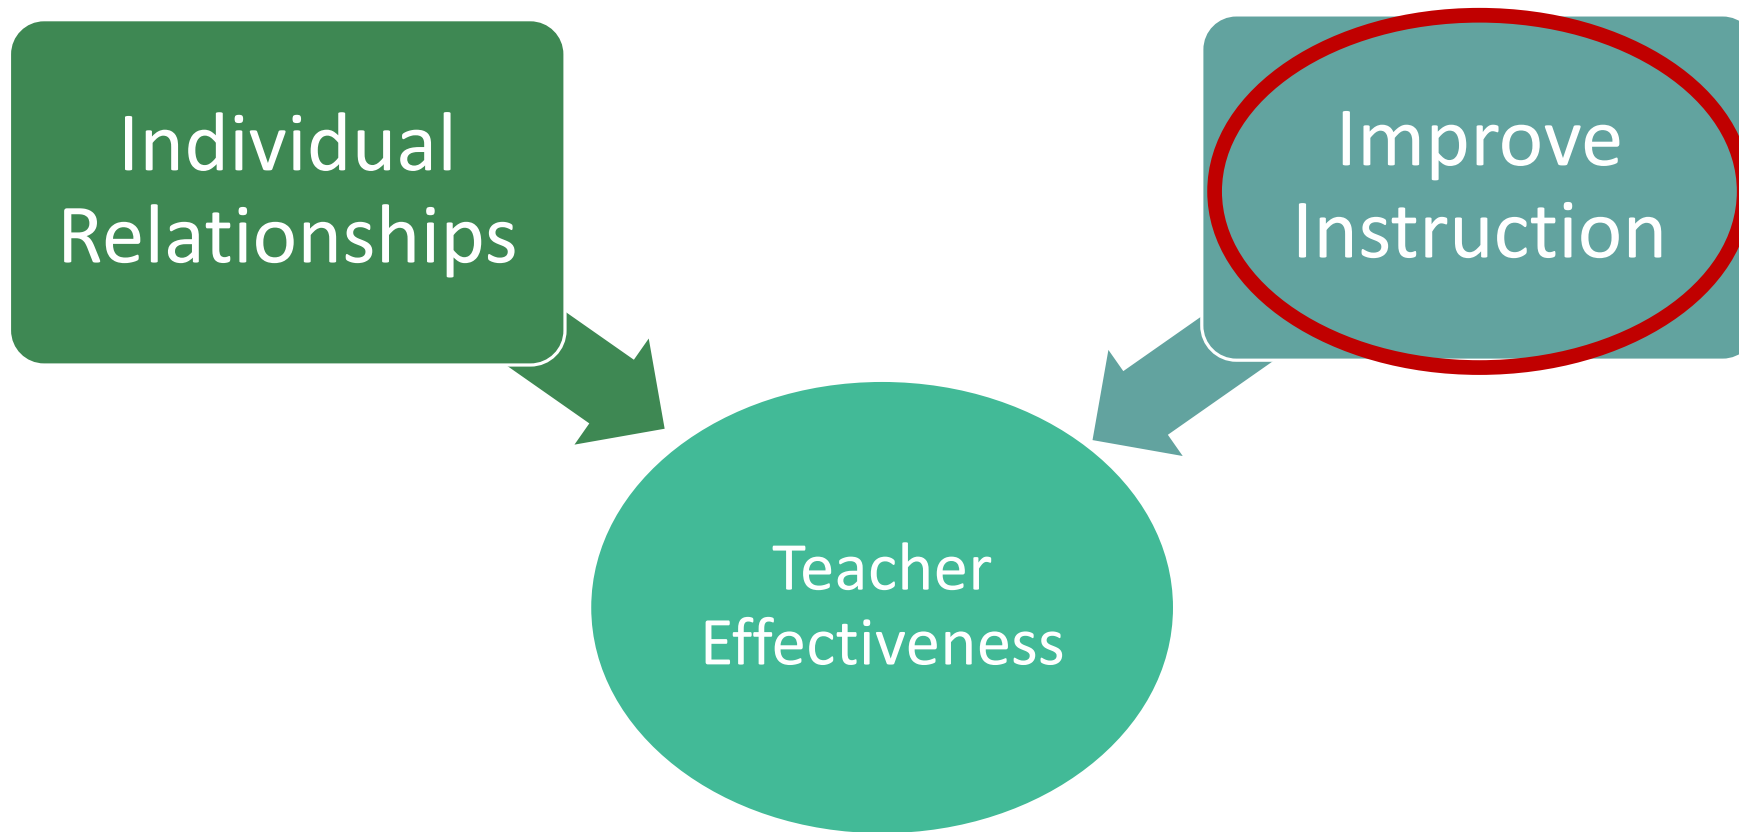 Individual
Relationships
Improve
Instruction
Teacher
Effectiveness